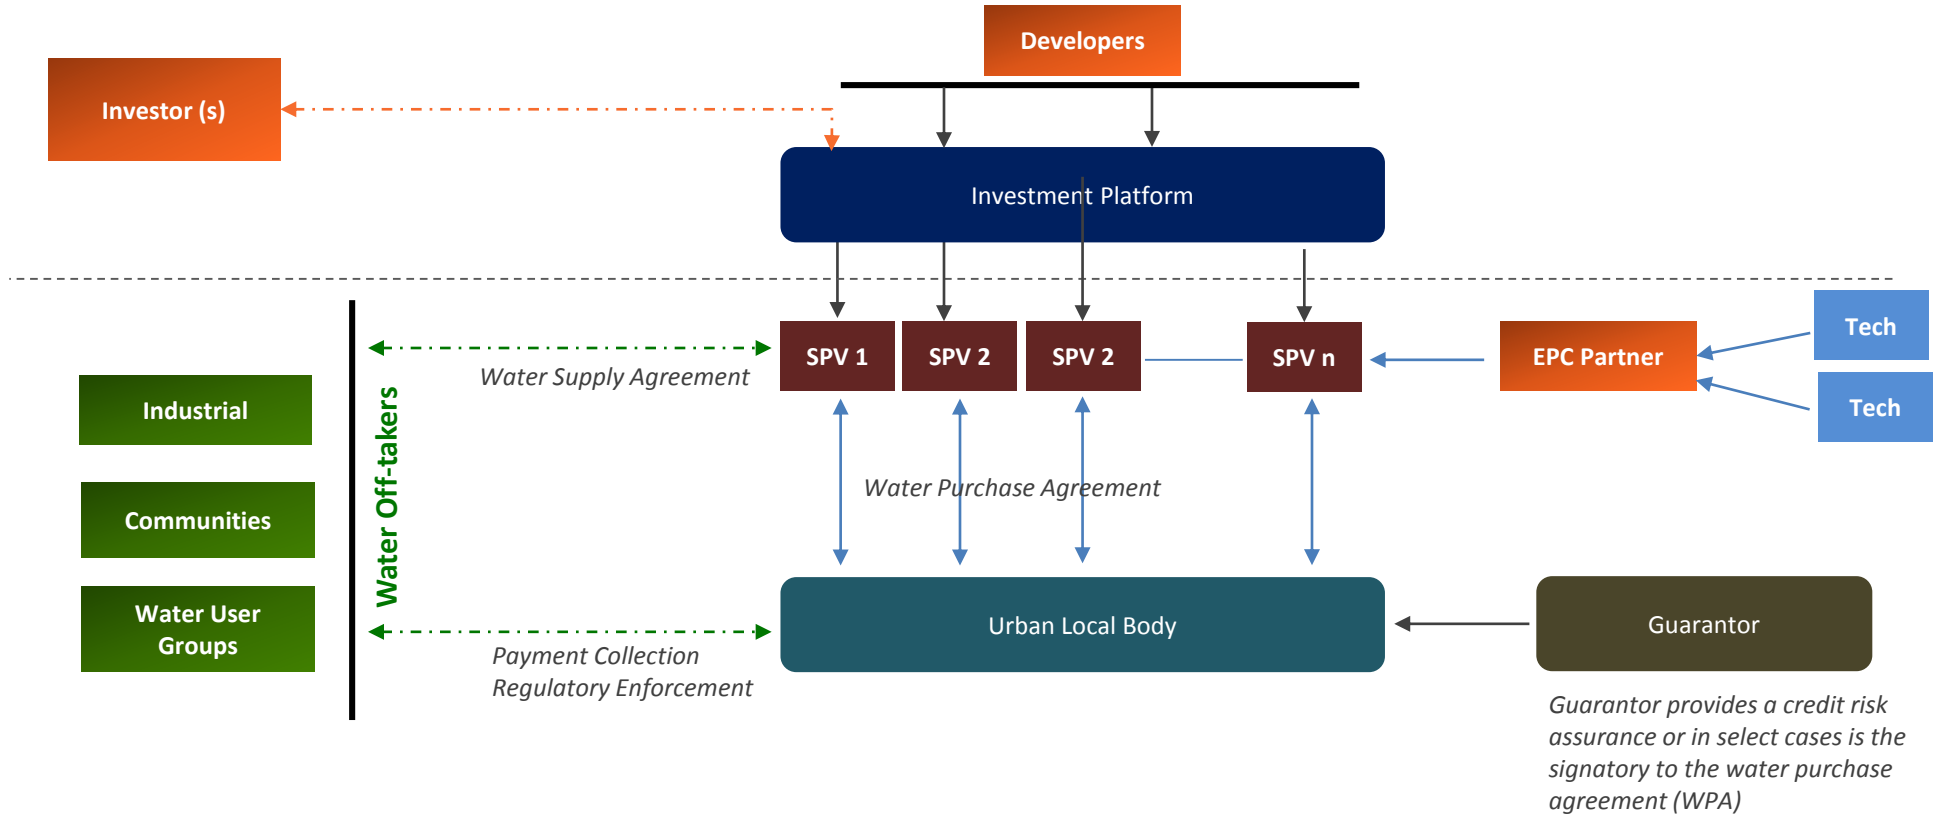 Developers
Investor (s)
Investment Platform
SPV 1
SPV 2
SPV 2
SPV n
EPC Partner
Tech
Tech
Water Supply Agreement
Industrial
Communities
Water User
Groups
Water Off-takers
Water Purchase Agreement
Urban Local Body
Guarantor
Payment Collection
Regulatory Enforcement
Guarantor provides a credit risk
assurance or in select cases is the
signatory to the water purchase
agreement (WPA)